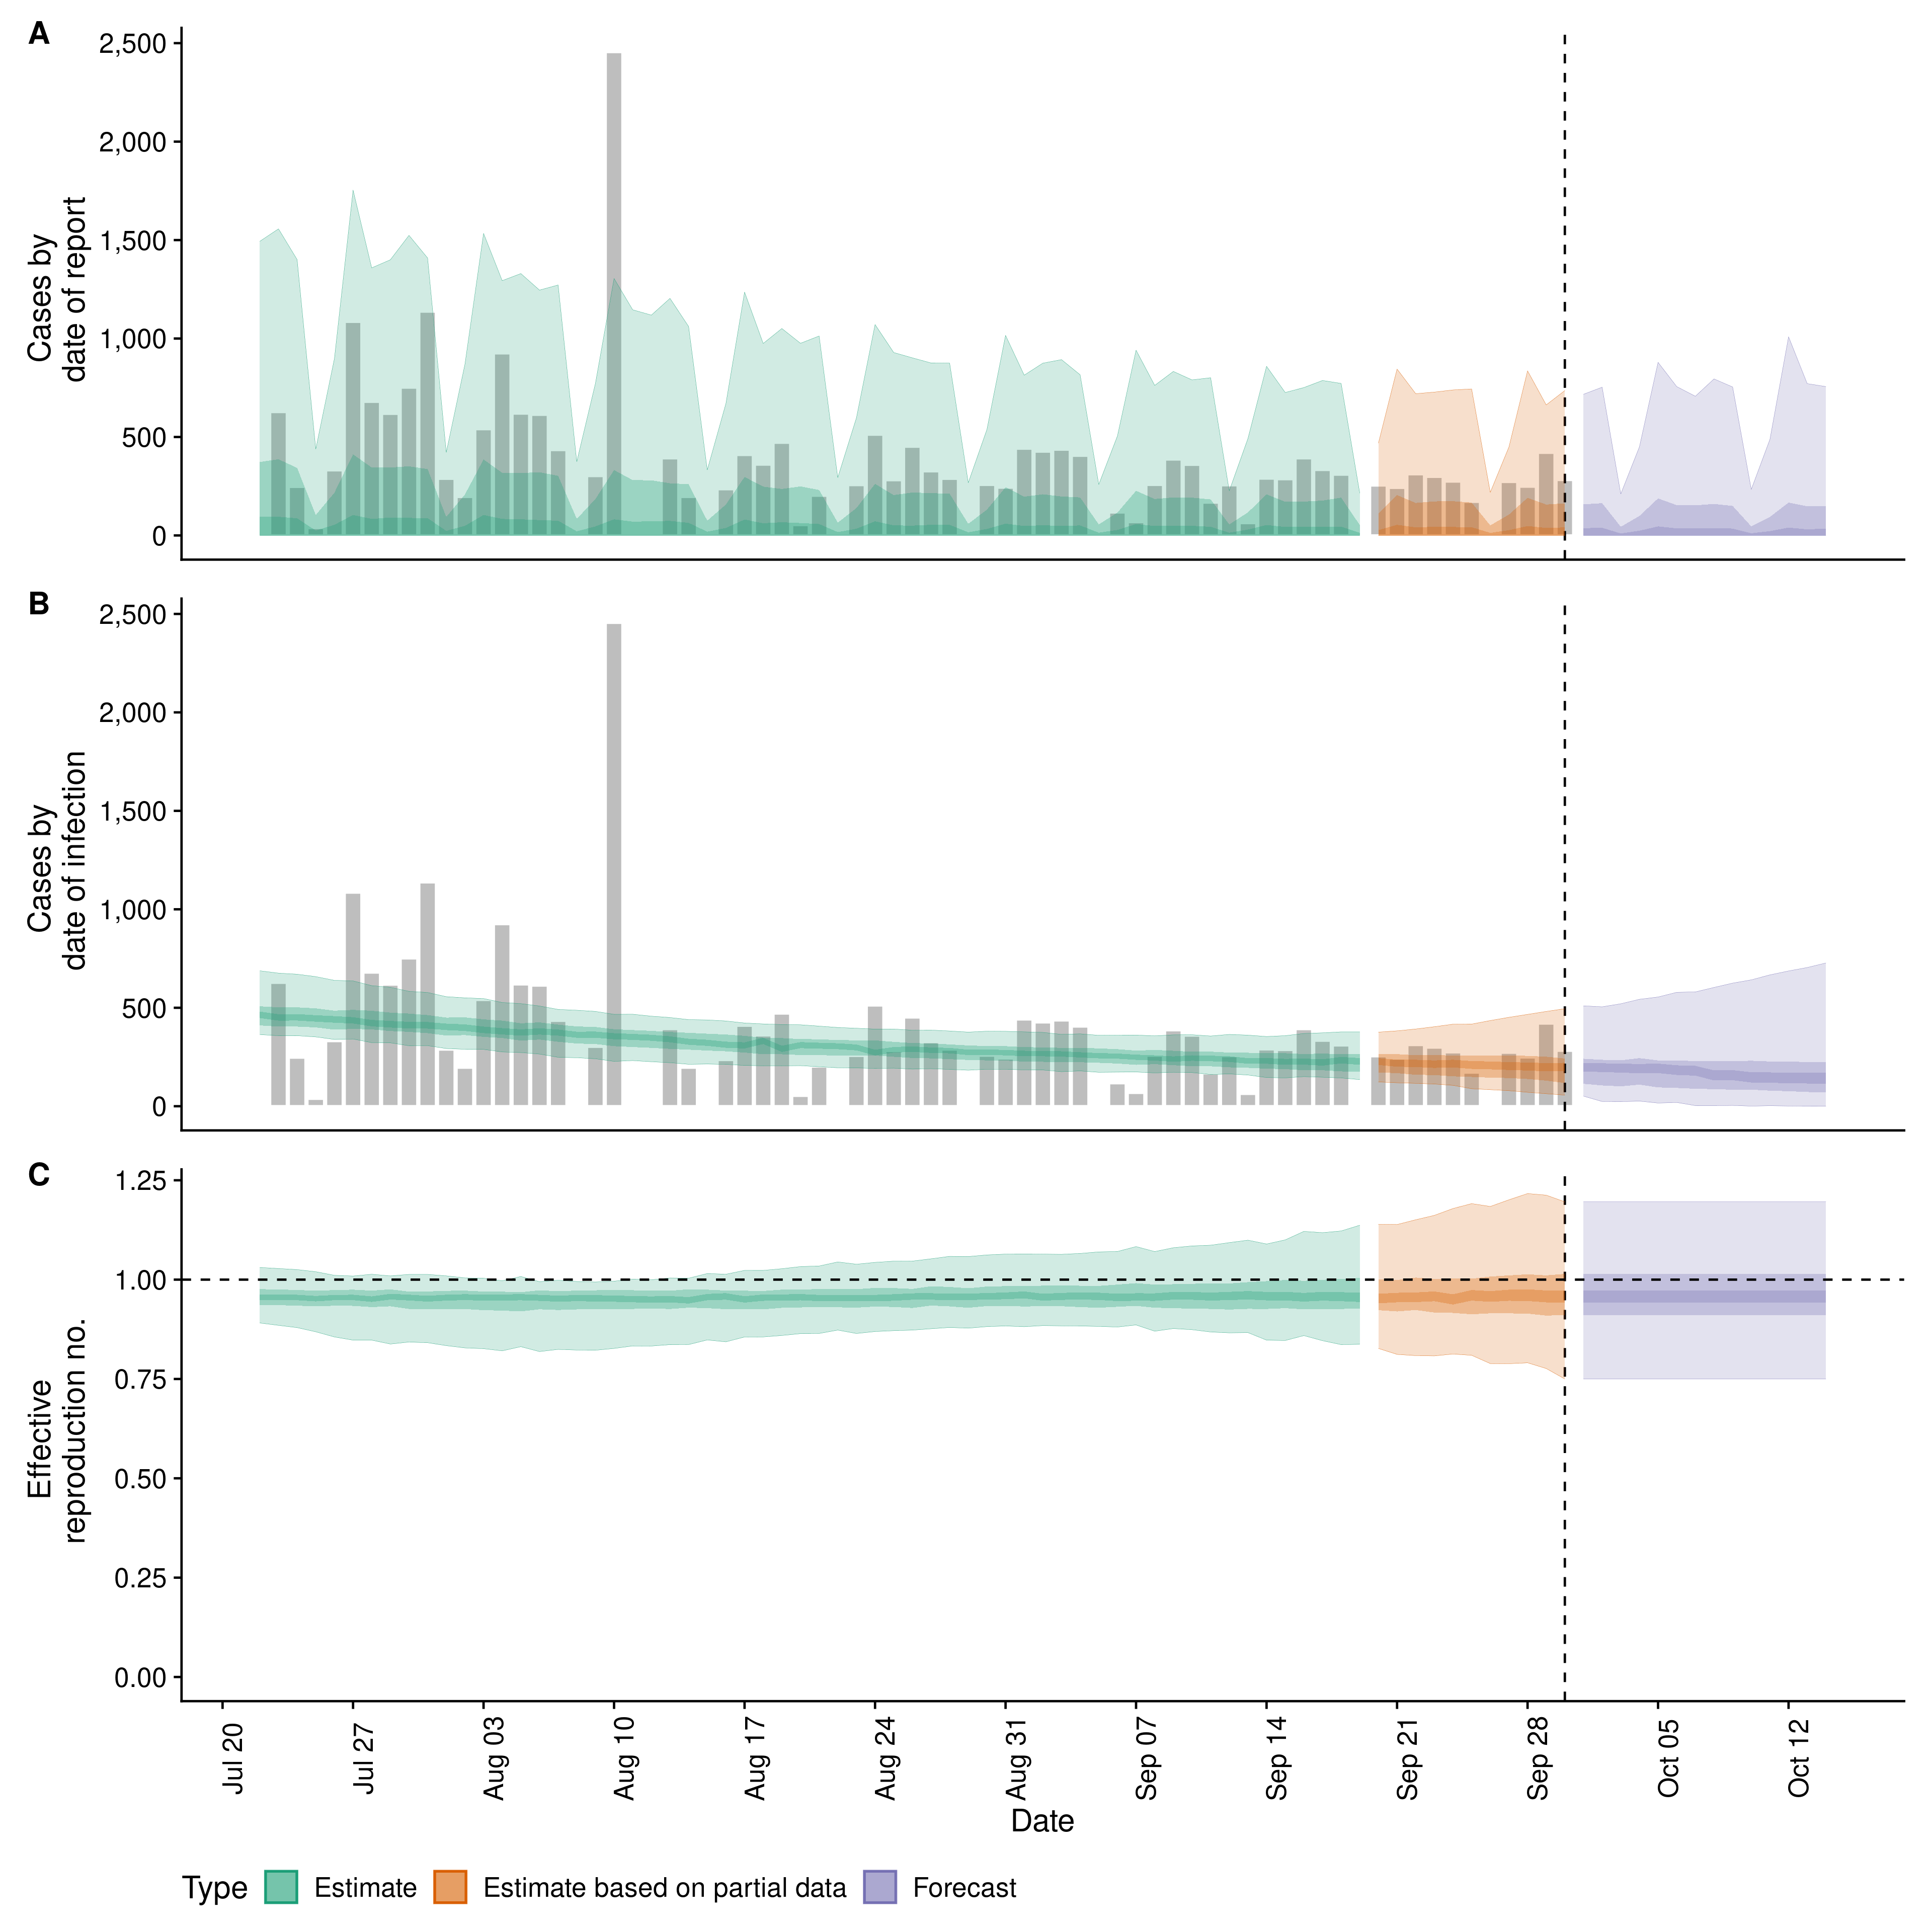 A
2,500
2,000
1,500
1,000
500
0
Cases by
date of report
B
2,500
2,000
1,500
1,000
500
0
Cases by
date of infection
C
1.25
1.00
0.75
0.50
0.25
0.00
Effective
reproduction no.
Jul 20
Jul 27
Aug 03
Aug 10
Aug 17
Aug 24
Aug 31
Sep 07
Sep 14
Sep 21
Sep 28
Oct 05
Oct 12
Date
Type Estimate Estimate based on partial data Forecast